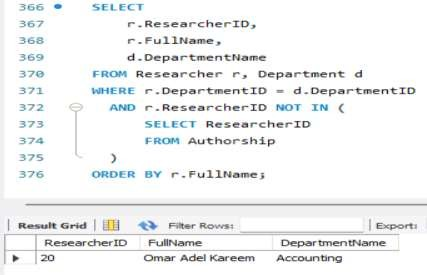 366 SELECT
367 r.ResearcherID,
368 r.FullName,
369 d.DepartmentName
370 FROM Researcher r, Department d
371 WHERE r.DepartmentID = d.DepartmentID
372 AND r.ResearcherID NOT IN (
373 SELECT ResearcherID
374 FROM Authorship
375 )
376 ORDER BY r.FullName;
Result Grid Filter Rows: Export:
ResearcherID FullName DepartmentName
20 Omar Adel Kareem Accounting